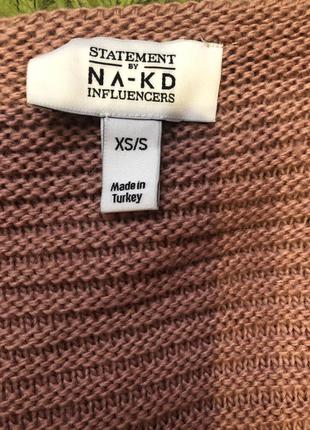 STATEMENT
BY
NA-KD
INFLUENCERS
XS/S
Made in
Turkey